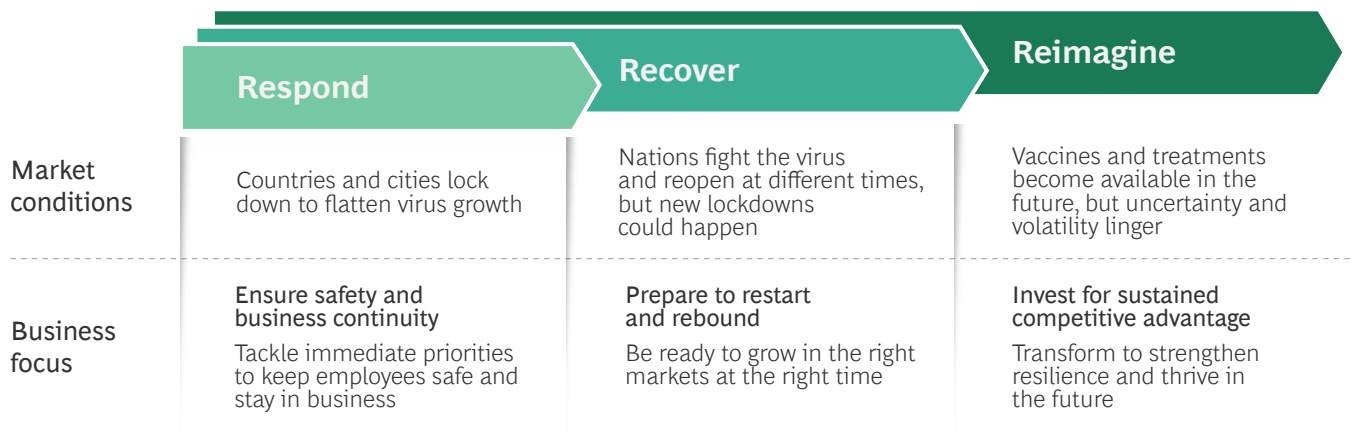 Respond
Recover
Reimagine
Market
conditions
Countries and cities lock
down to flatten virus growth
Nations fight the virus
and reopen at different times,
but new lockdowns
could happen
Vaccines and treatments
become available in the
future, but uncertainty and
volatility linger
Business
focus
Ensure safety and
business continuity
Tackle immediate priorities
to keep employees safe and
stay in business
Prepare to restart
and rebound
Be ready to grow in the right
markets at the right time
Invest for sustained
competitive advantage
Transform to strengthen
resilience and thrive in
the future